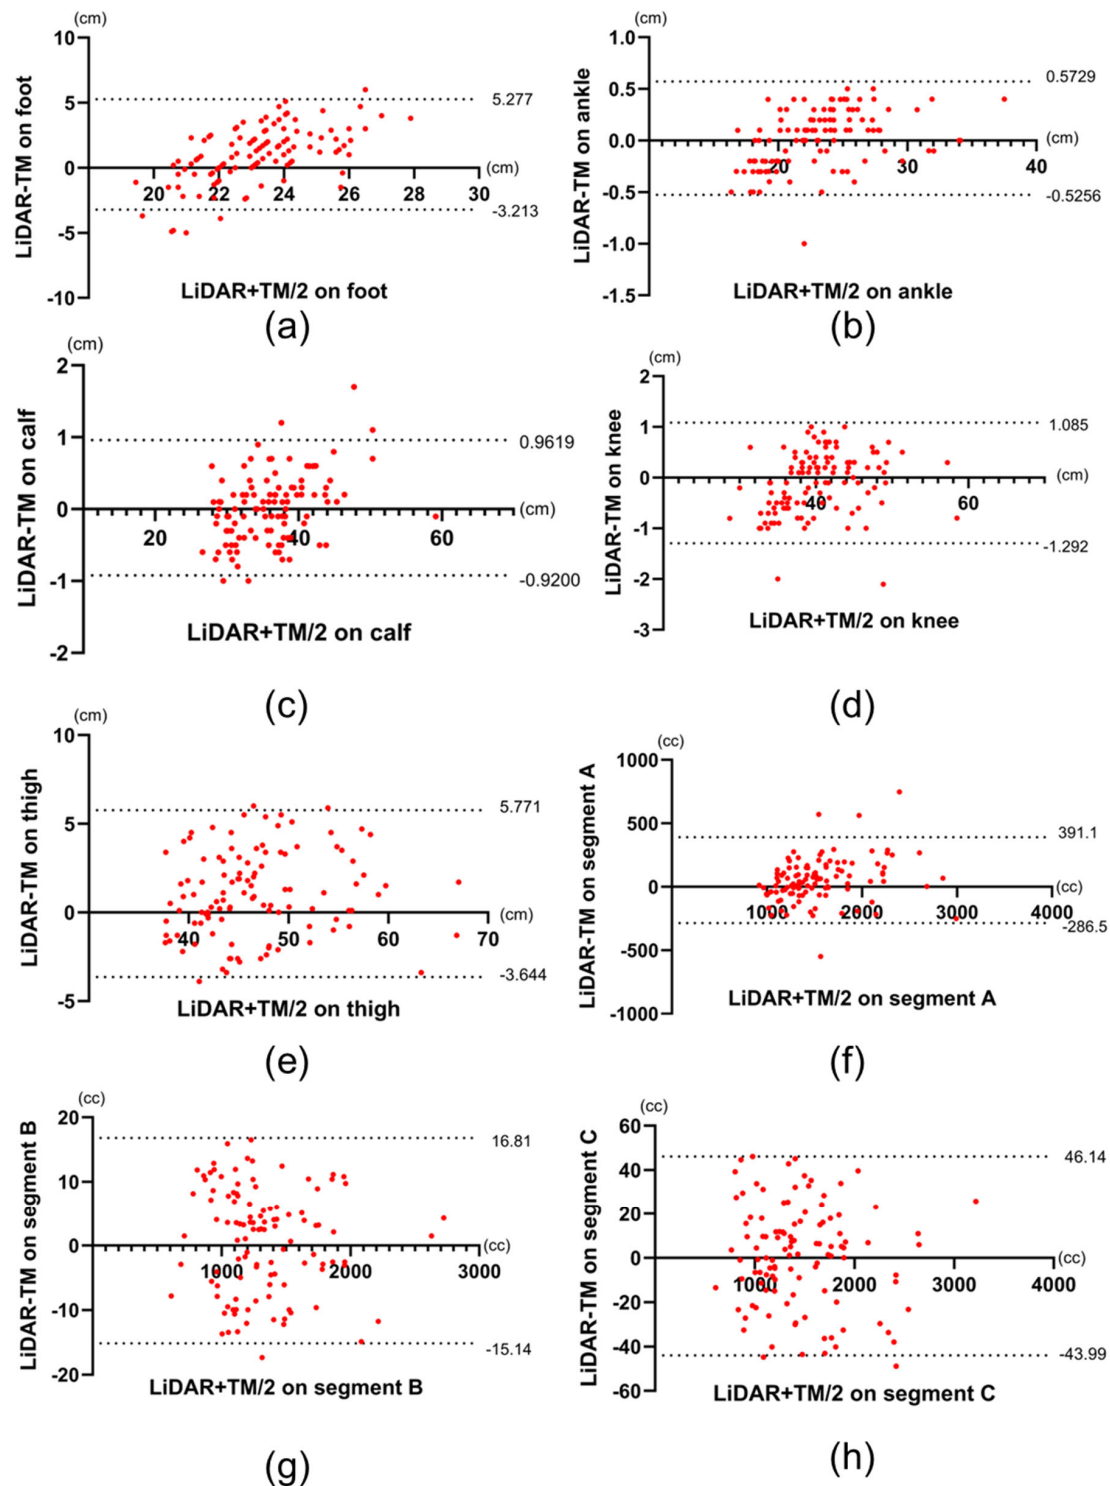 (cm)
10
5
0
-5
-10
LiDAR-TM on foot
5.277
(cm)
20 22 24 26 28 30
-3.213
LiDAR+TM/2 on foot
(a)
(cm)
1.0
0.5
0.0
-0.5
-1.0
-1.5
LiDAR-TM on ankle
0.5729
(cm)
20 30 40
-0.5256
LiDAR+TM/2 on ankle
(b)
(cm)
2
1
0
-1
-2
LiDAR-TM on calf
0.9619
(cm)
20 40 60
-0.9200
LiDAR+TM/2 on calf
(c)
(cm)
2
1
0
-1
-2
-3
LiDAR-TM on knee
1.085
(cm)
40 60
-1.292
LiDAR+TM/2 on knee
(d)
(cm)
10
5
0
-5
LiDAR-TM on thigh
5.771
(cm)
40 50 60 70
-3.644
LiDAR+TM/2 on thigh
(e)
(cc)
1000
500
0
-500
-1000
LiDAR-TM on segment A
391.1
(cc)
1000 2000 3000 4000
-286.5
LiDAR+TM/2 on segment A
(f)
(cc)
20
10
0
-10
-20
LiDAR-TM on segment B
16.81
(cc)
1000 2000 3000
-15.14
LiDAR+TM/2 on segment B
(g)
(cc)
60
40
20
0
-20
-40
-60
LiDAR-TM on segment C
46.14
(cc)
1000 2000 3000 4000
-43.99
LiDAR+TM/2 on segment C
(h)